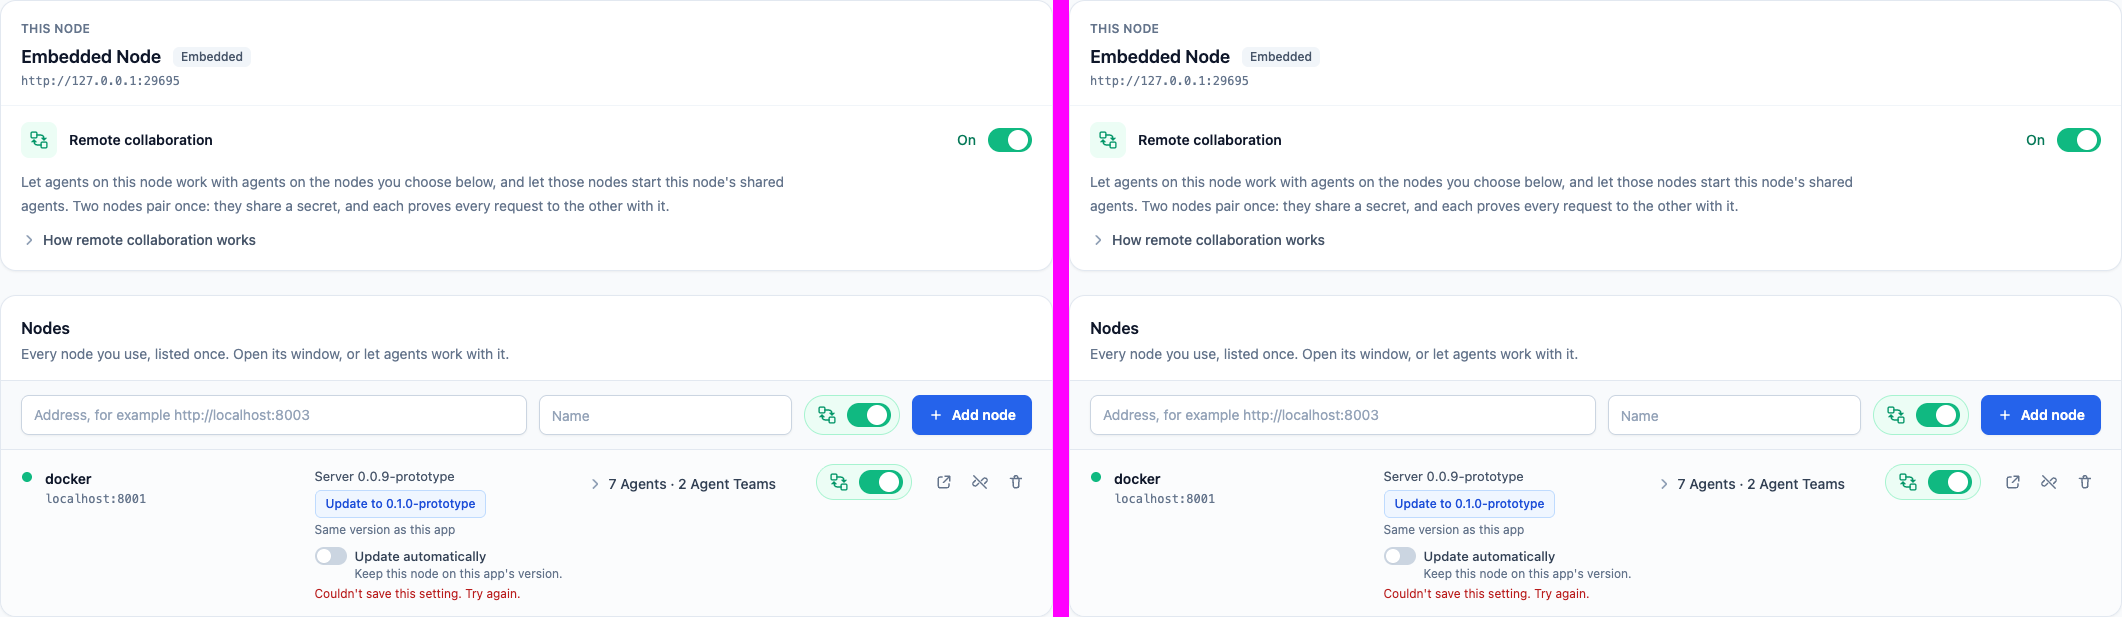 THIS NODE
Embedded Node Embedded
http://127.0.0.1:29695
Remote collaboration On
Let agents on this node work with agents on the nodes you choose below, and let those nodes start this node's shared
agents. Two nodes pair once: they share a secret, and each proves every request to the other with it.
How remote collaboration works
Nodes
Every node you use, listed once. Open its window, or let agents work with it.
Address, for example http://localhost:8003 Name + Add node
docker
localhost:8001
Server 0.0.9-prototype
Update to 0.1.0-prototype
Same version as this app
Update automatically
Keep this node on this app's version.
Couldn't save this setting. Try again.
7 Agents · 2 Agent Teams
THIS NODE
Embedded Node Embedded
http://127.0.0.1:29695
Remote collaboration On
Let agents on this node work with agents on the nodes you choose below, and let those nodes start this node's shared
agents. Two nodes pair once: they share a secret, and each proves every request to the other with it.
How remote collaboration works
Nodes
Every node you use, listed once. Open its window, or let agents work with it.
Address, for example http://localhost:8003 Name + Add node
docker
localhost:8001
Server 0.0.9-prototype
Update to 0.1.0-prototype
Same version as this app
Update automatically
Keep this node on this app's version.
Couldn't save this setting. Try again.
7 Agents · 2 Agent Teams